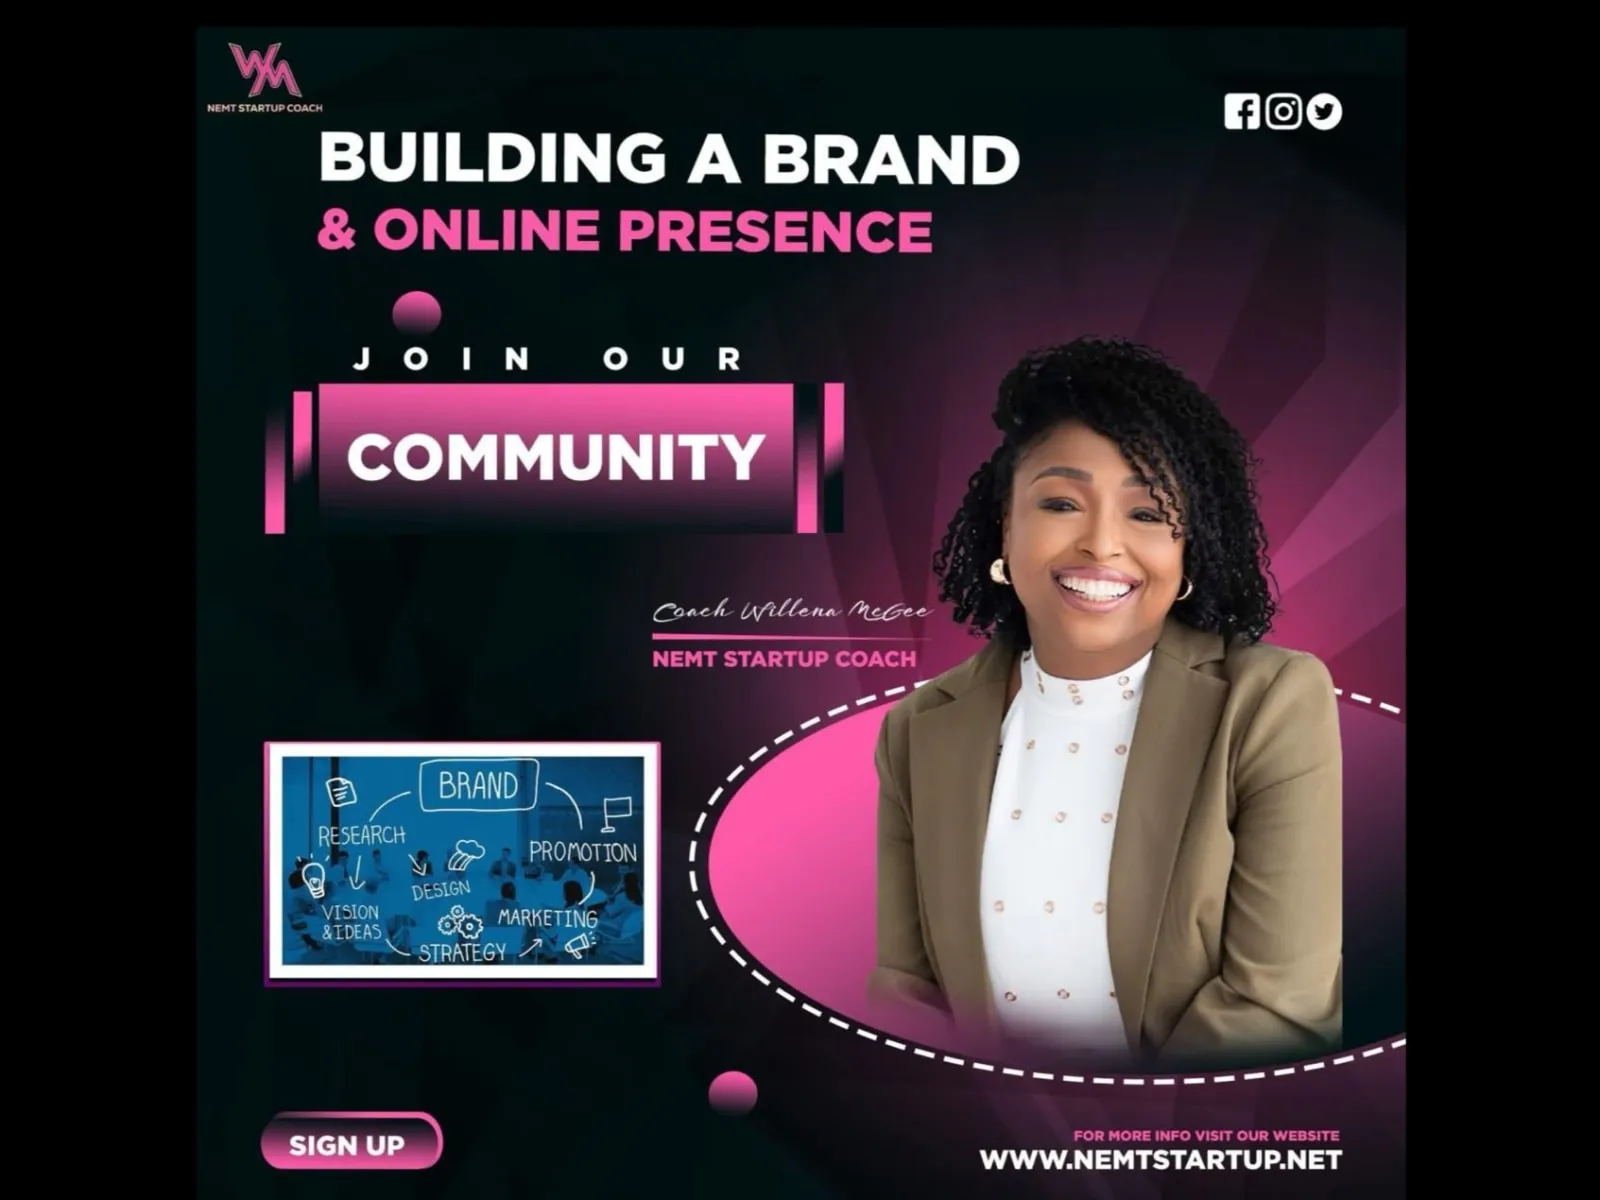 WM
NEMT STARTUP COACH
BUILDING A BRAND
& ONLINE PRESENCE
JOIN OUR
COMMUNITY
Coach Willena McGee
NEMT STARTUP COACH
BRAND
RESEARCH
PROMOTION
DESIGN
VISION
&IDEAS
MARKETING
STRATEGY
SIGN UP
FOR MORE INFO VISIT OUR WEBSITE
WWW.NEMTSTARTUP.NET